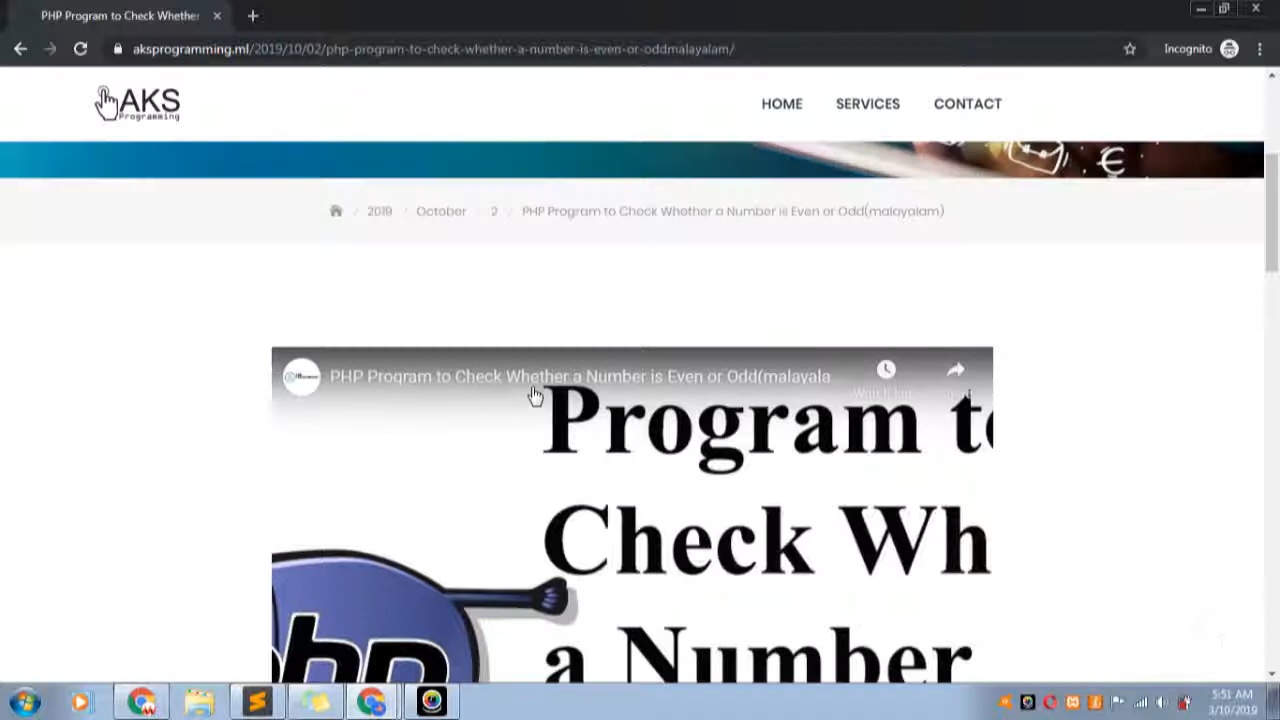 PHP Program to Check Whether
aksprogramming.ml/2019/10/02/php-program-to-check-whether-a-number-is-even-or-oddmalayalam/
Incognito
AKS
Programming
HOME SERVICES CONTACT
€
2019 / October / 2 / PHP Program to Check Whether a Number is Even or Odd(malayalam)
PHP Program to Check Whether a Number is Even or Odd(malayala
Program to
Check Wh
a Number
php
5:51 AM
3/10/2019